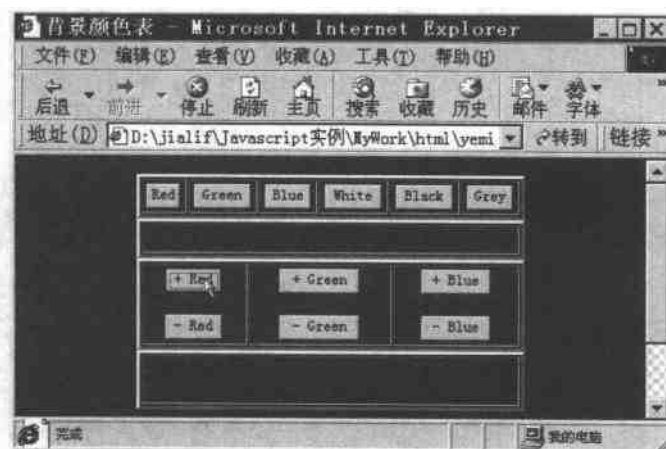 背景颜色表 - Microsoft Internet Explorer
文件(F) 编辑(E) 查看(V) 收藏(A) 工具(T) 帮助(H)
后退 前进 停止 刷新 主页 搜索 收藏 历史 邮件 字体
地址(D) D:\jialif\Javascript实例\MyWork\html\yemi 转到 链接
Red Green Blue White Black Grey
+ Red + Green + Blue
- Red - Green - Blue
完成 我的电脑